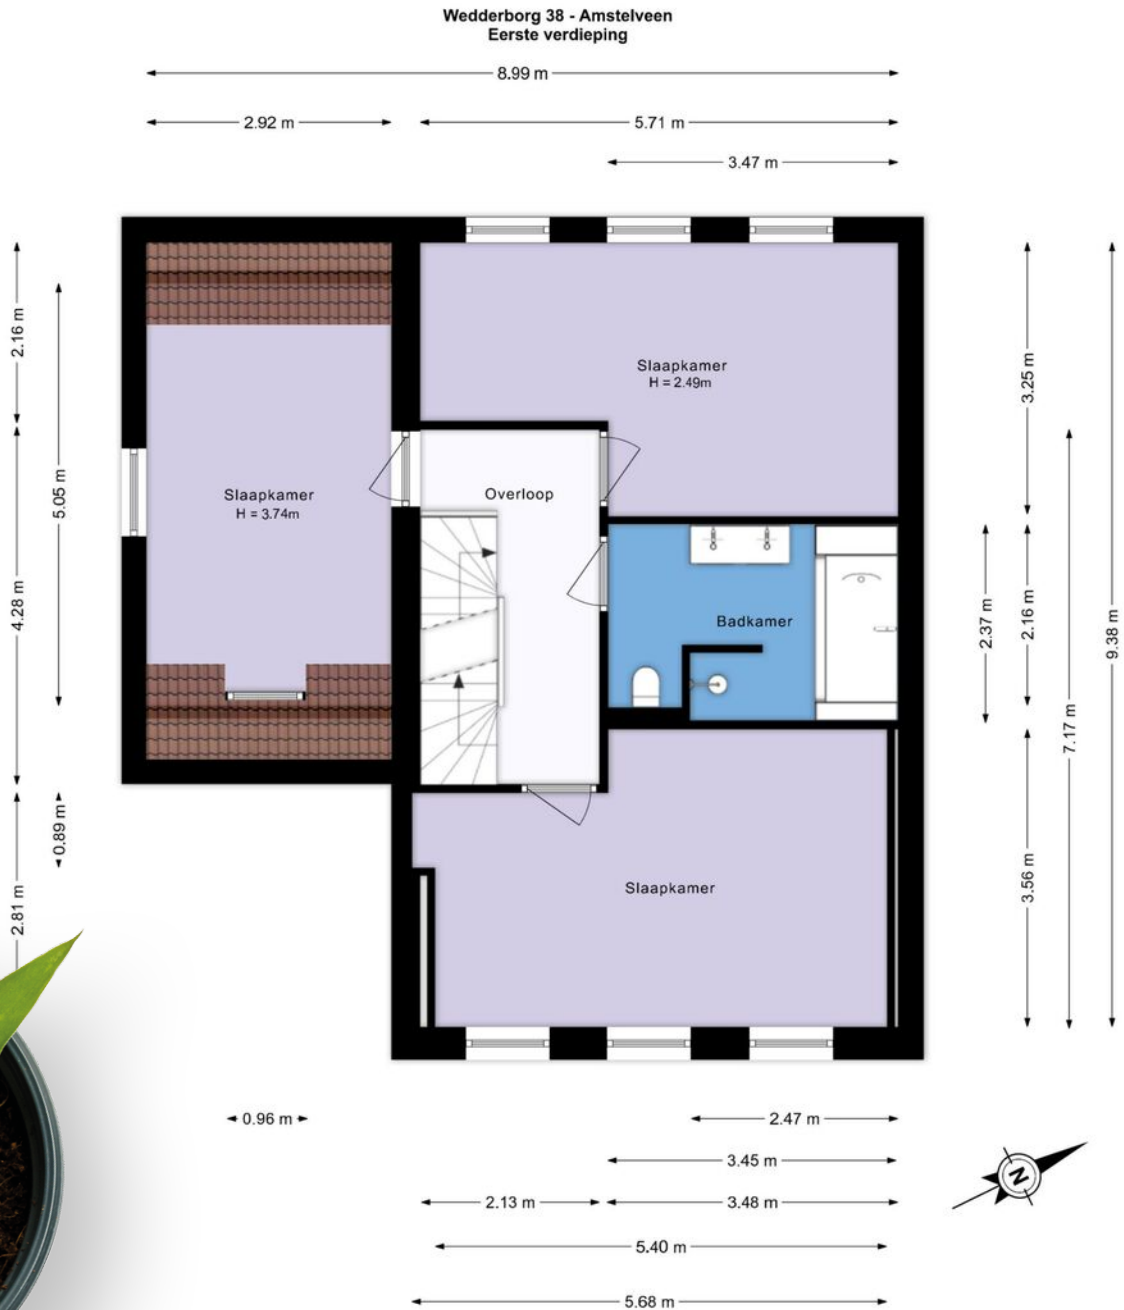 Wedderborg 38 - Amstelveen
Eerste verdieping
8.99 m
2.92 m
5.71 m
3.47 m
2.16 m
5.05 m
4.28 m
0.89 m
2.81 m
Slaapkamer
H = 2.49m
Slaapkamer
H = 3.74m
Overloop
Badkamer
Slaapkamer
3.25 m
2.37 m
2.16 m
9.38 m
7.17 m
3.56 m
0.96 m
2.47 m
3.45 m
2.13 m
3.48 m
5.40 m
5.68 m
N